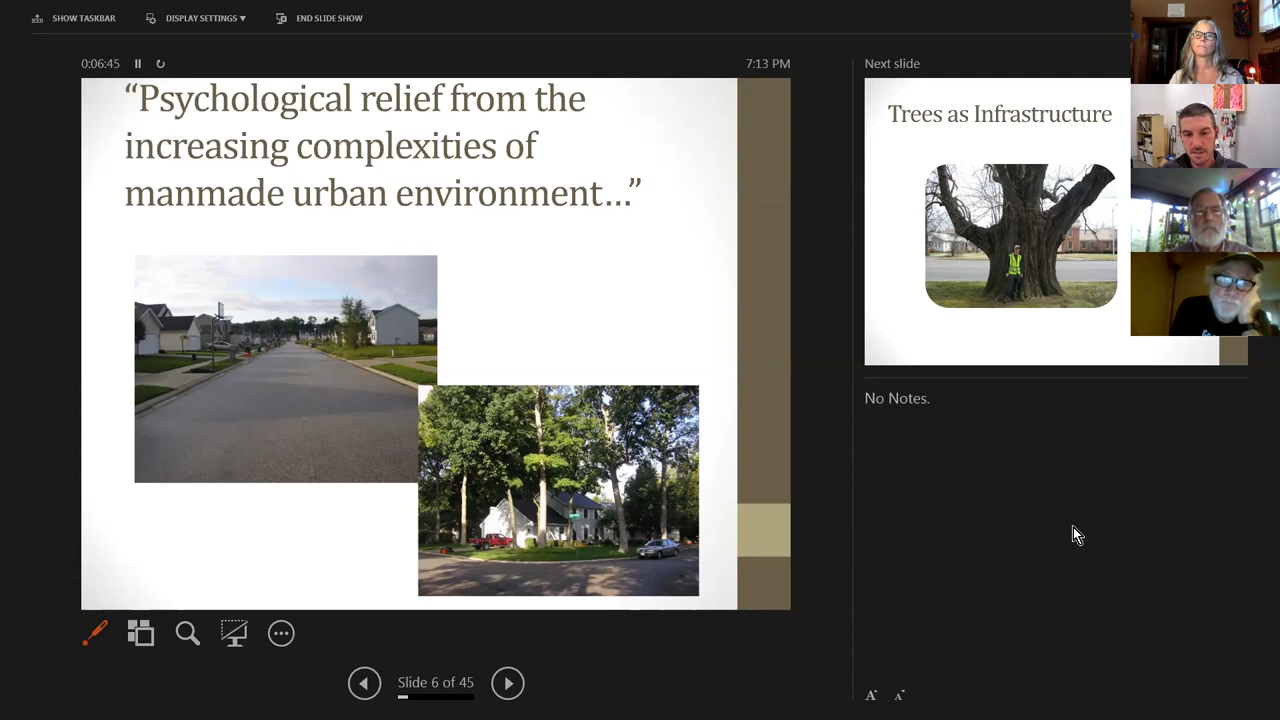 SHOW TASKBAR
DISPLAY SETTINGS ▼
END SLIDE SHOW
0:06:45
7:13 PM
“Psychological relief from the
increasing complexities of
manmade urban environment…”
Slide 6 of 45
Next slide
Trees as Infrastructure
No Notes.
A A